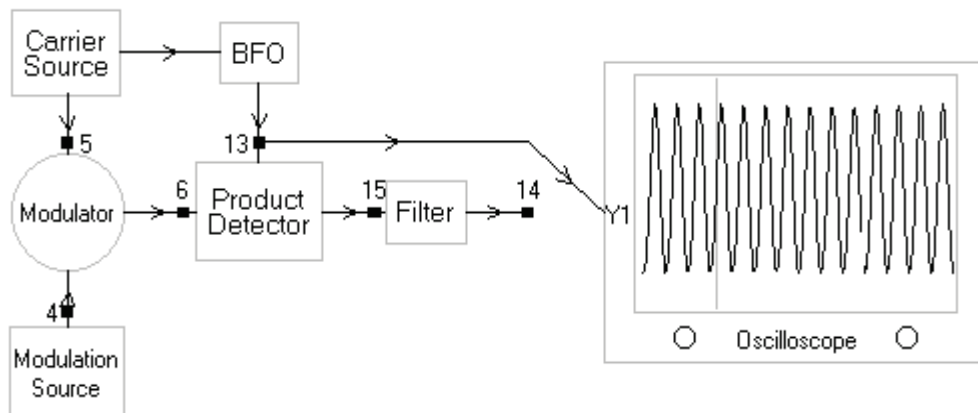 Carrier
Source
BFO
5
13
6
15
14
Modulator
Product
Detector
Filter
Y1
4
Modulation
Source
Oscilloscope